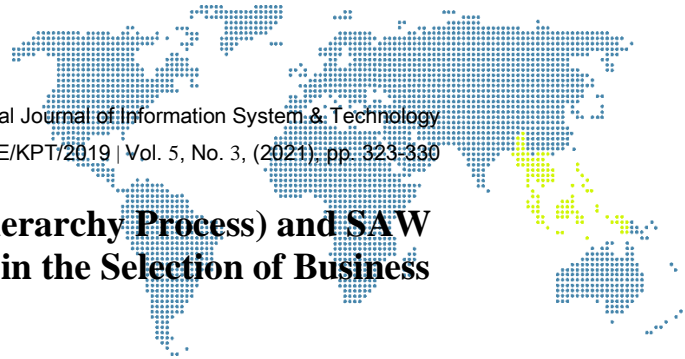 al Journal of Information System & Technology
E/KPT/2019 | Vol. 5, No. 3, (2021), pp. 323-330
erarchy Process) and SAW
in the Selection of Business